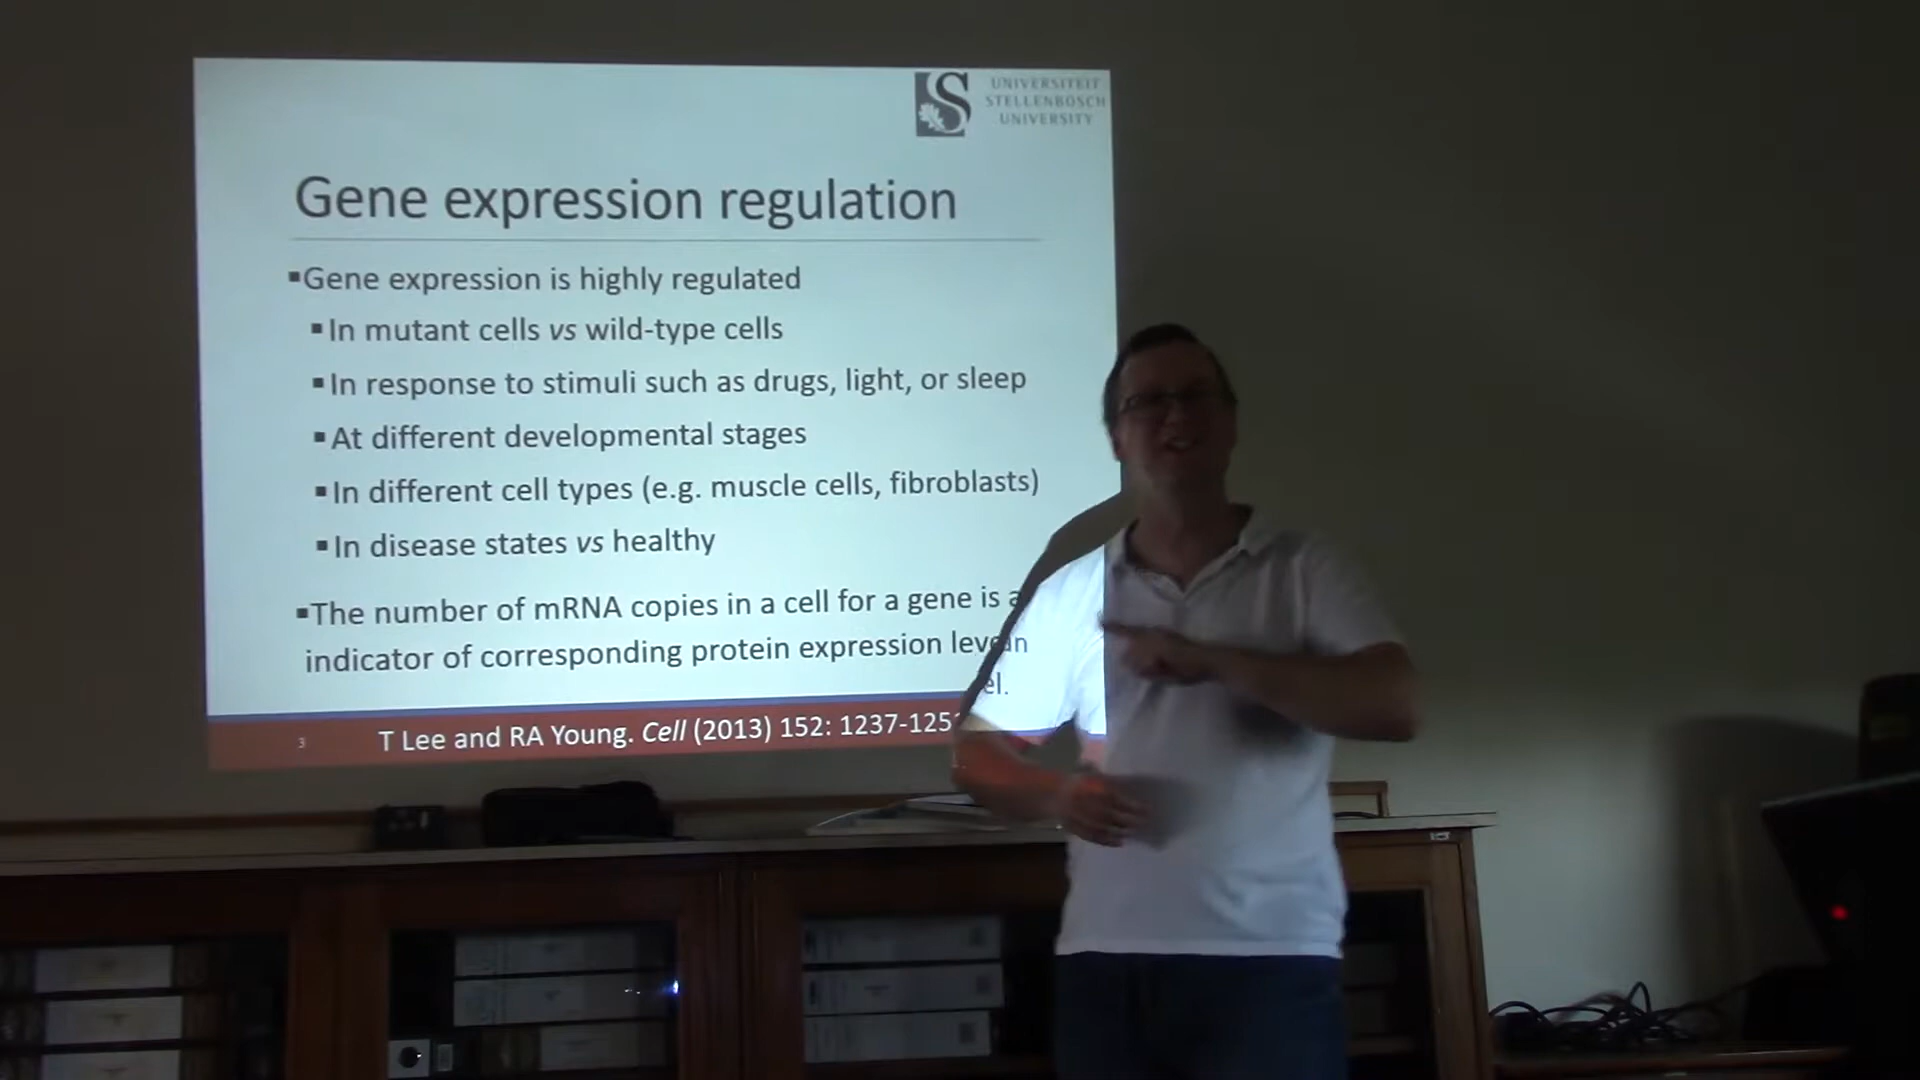 UNIVERSITEIT
STELLENBOSCH
UNIVERSITY
Gene expression regulation
▪Gene expression is highly regulated
▪In mutant cells vs wild-type cells
▪In response to stimuli such as drugs, light, or sleep
▪At different developmental stages
▪In different cell types (e.g. muscle cells, fibroblasts)
▪In disease states vs healthy
▪The number of mRNA copies in a cell for a gene is a
indicator of corresponding protein expression lev
3
T Lee and RA Young. Cell (2013) 152: 1237-125